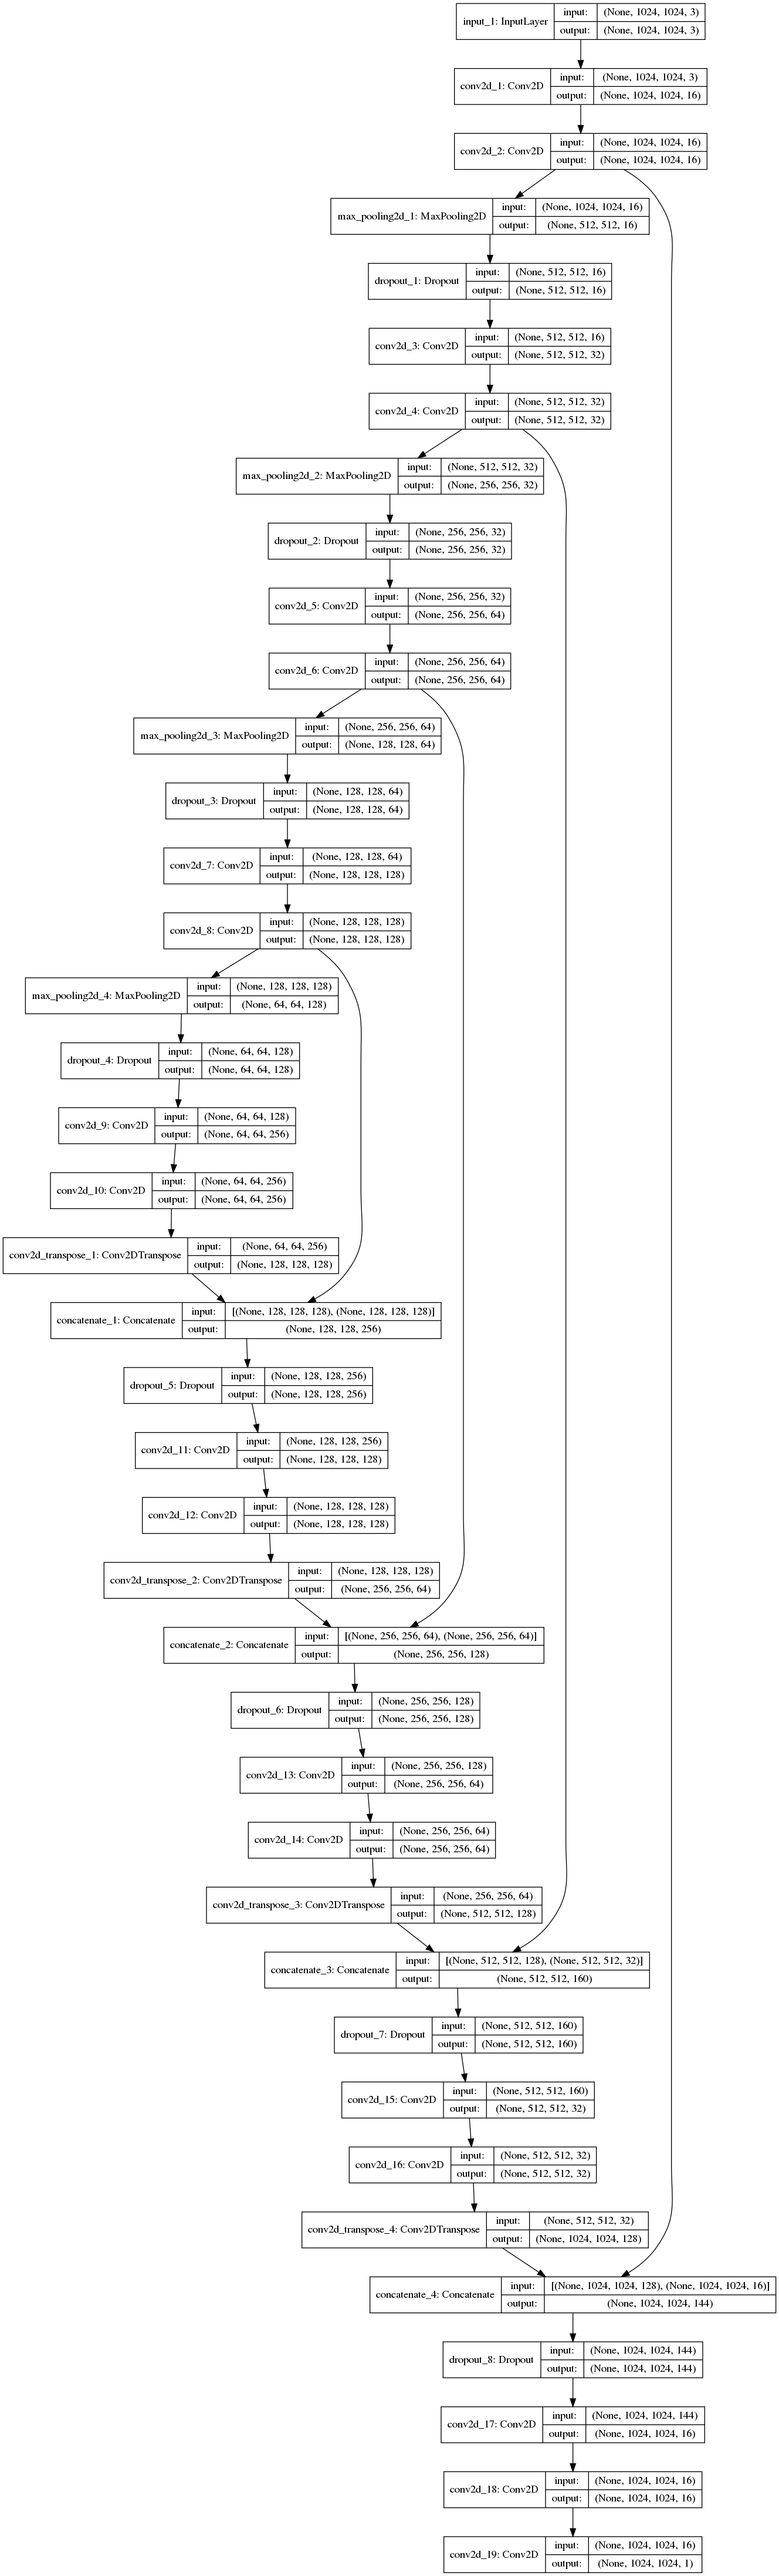 input_1: InputLayer
input: (None, 1024, 1024, 3)
output: (None, 1024, 1024, 3)
conv2d_1: Conv2D
input: (None, 1024, 1024, 3)
output: (None, 1024, 1024, 16)
conv2d_2: Conv2D
input: (None, 1024, 1024, 16)
output: (None, 1024, 1024, 16)
max_pooling2d_1: MaxPooling2D
input: (None, 1024, 1024, 16)
output: (None, 512, 512, 16)
dropout_1: Dropout
input: (None, 512, 512, 16)
output: (None, 512, 512, 16)
conv2d_3: Conv2D
input: (None, 512, 512, 16)
output: (None, 512, 512, 32)
conv2d_4: Conv2D
input: (None, 512, 512, 32)
output: (None, 512, 512, 32)
max_pooling2d_2: MaxPooling2D
input: (None, 512, 512, 32)
output: (None, 256, 256, 32)
dropout_2: Dropout
input: (None, 256, 256, 32)
output: (None, 256, 256, 32)
conv2d_5: Conv2D
input: (None, 256, 256, 32)
output: (None, 256, 256, 64)
conv2d_6: Conv2D
input: (None, 256, 256, 64)
output: (None, 256, 256, 64)
max_pooling2d_3: MaxPooling2D
input: (None, 256, 256, 64)
output: (None, 128, 128, 64)
dropout_3: Dropout
input: (None, 128, 128, 64)
output: (None, 128, 128, 64)
conv2d_7: Conv2D
input: (None, 128, 128, 64)
output: (None, 128, 128, 128)
conv2d_8: Conv2D
input: (None, 128, 128, 128)
output: (None, 128, 128, 128)
max_pooling2d_4: MaxPooling2D
input: (None, 128, 128, 128)
output: (None, 64, 64, 128)
dropout_4: Dropout
input: (None, 64, 64, 128)
output: (None, 64, 64, 128)
conv2d_9: Conv2D
input: (None, 64, 64, 128)
output: (None, 64, 64, 256)
conv2d_10: Conv2D
input: (None, 64, 64, 256)
output: (None, 64, 64, 256)
conv2d_transpose_1: Conv2DTranspose
input: (None, 64, 64, 256)
output: (None, 128, 128, 128)
concatenate_1: Concatenate
input: [(None, 128, 128, 128), (None, 128, 128, 128)]
output: (None, 128, 128, 256)
dropout_5: Dropout
input: (None, 128, 128, 256)
output: (None, 128, 128, 256)
conv2d_11: Conv2D
input: (None, 128, 128, 256)
output: (None, 128, 128, 128)
conv2d_12: Conv2D
input: (None, 128, 128, 128)
output: (None, 128, 128, 128)
conv2d_transpose_2: Conv2DTranspose
input: (None, 128, 128, 128)
output: (None, 256, 256, 64)
concatenate_2: Concatenate
input: [(None, 256, 256, 64), (None, 256, 256, 64)]
output: (None, 256, 256, 128)
dropout_6: Dropout
input: (None, 256, 256, 128)
output: (None, 256, 256, 128)
conv2d_13: Conv2D
input: (None, 256, 256, 128)
output: (None, 256, 256, 64)
conv2d_14: Conv2D
input: (None, 256, 256, 64)
output: (None, 256, 256, 64)
conv2d_transpose_3: Conv2DTranspose
input: (None, 256, 256, 64)
output: (None, 512, 512, 128)
concatenate_3: Concatenate
input: [(None, 512, 512, 128), (None, 512, 512, 32)]
output: (None, 512, 512, 160)
dropout_7: Dropout
input: (None, 512, 512, 160)
output: (None, 512, 512, 160)
conv2d_15: Conv2D
input: (None, 512, 512, 160)
output: (None, 512, 512, 32)
conv2d_16: Conv2D
input: (None, 512, 512, 32)
output: (None, 512, 512, 32)
conv2d_transpose_4: Conv2DTranspose
input: (None, 512, 512, 32)
output: (None, 1024, 1024, 128)
concatenate_4: Concatenate
input: [(None, 1024, 1024, 128), (None, 1024, 1024, 16)]
output: (None, 1024, 1024, 144)
dropout_8: Dropout
input: (None, 1024, 1024, 144)
output: (None, 1024, 1024, 144)
conv2d_17: Conv2D
input: (None, 1024, 1024, 144)
output: (None, 1024, 1024, 16)
conv2d_18: Conv2D
input: (None, 1024, 1024, 16)
output: (None, 1024, 1024, 16)
conv2d_19: Conv2D
input: (None, 1024, 1024, 16)
output: (None, 1024, 1024, 1)